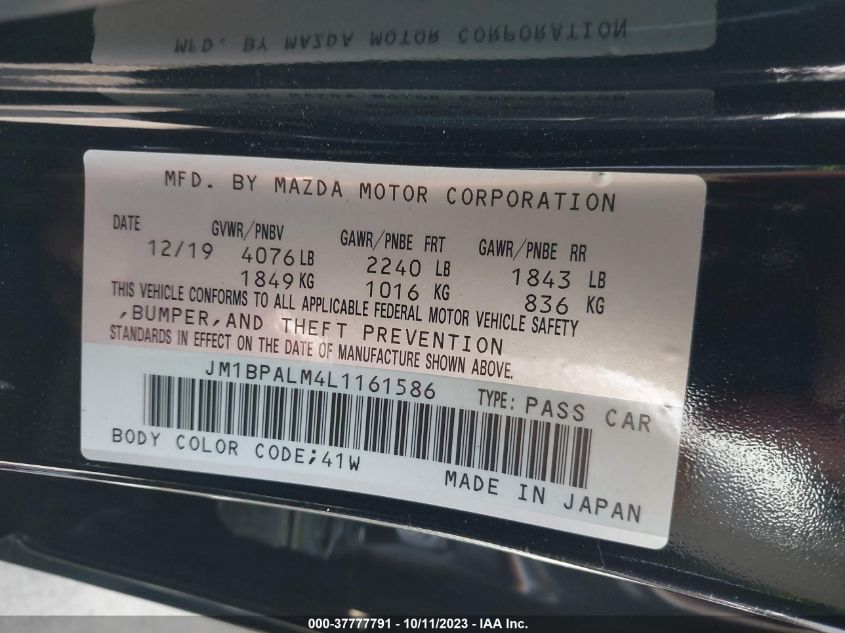 MFD. BY MAZDA MOTOR CORPORATION
MFD. BY MAZDA MOTOR CORPORATION
DATE GVWR/PNBV GAWR/PNBE FRT GAWR/PNBE RR
12/19 4076 LB 2240 LB 1843 LB
1849 KG 1016 KG 836 KG
THIS VEHICLE CONFORMS TO ALL APPLICABLE FEDERAL MOTOR VEHICLE SAFETY
,BUMPER,AND THEFT PREVENTION
STANDARDS IN EFFECT ON THE DATE OF MANUFACTURE SHOWN ABOVE.
JM1BPALM4L1161586 TYPE: PASS CAR
BODY COLOR CODE;41W MADE IN JAPAN
000-37777791 - 10/11/2023 - IAA Inc.